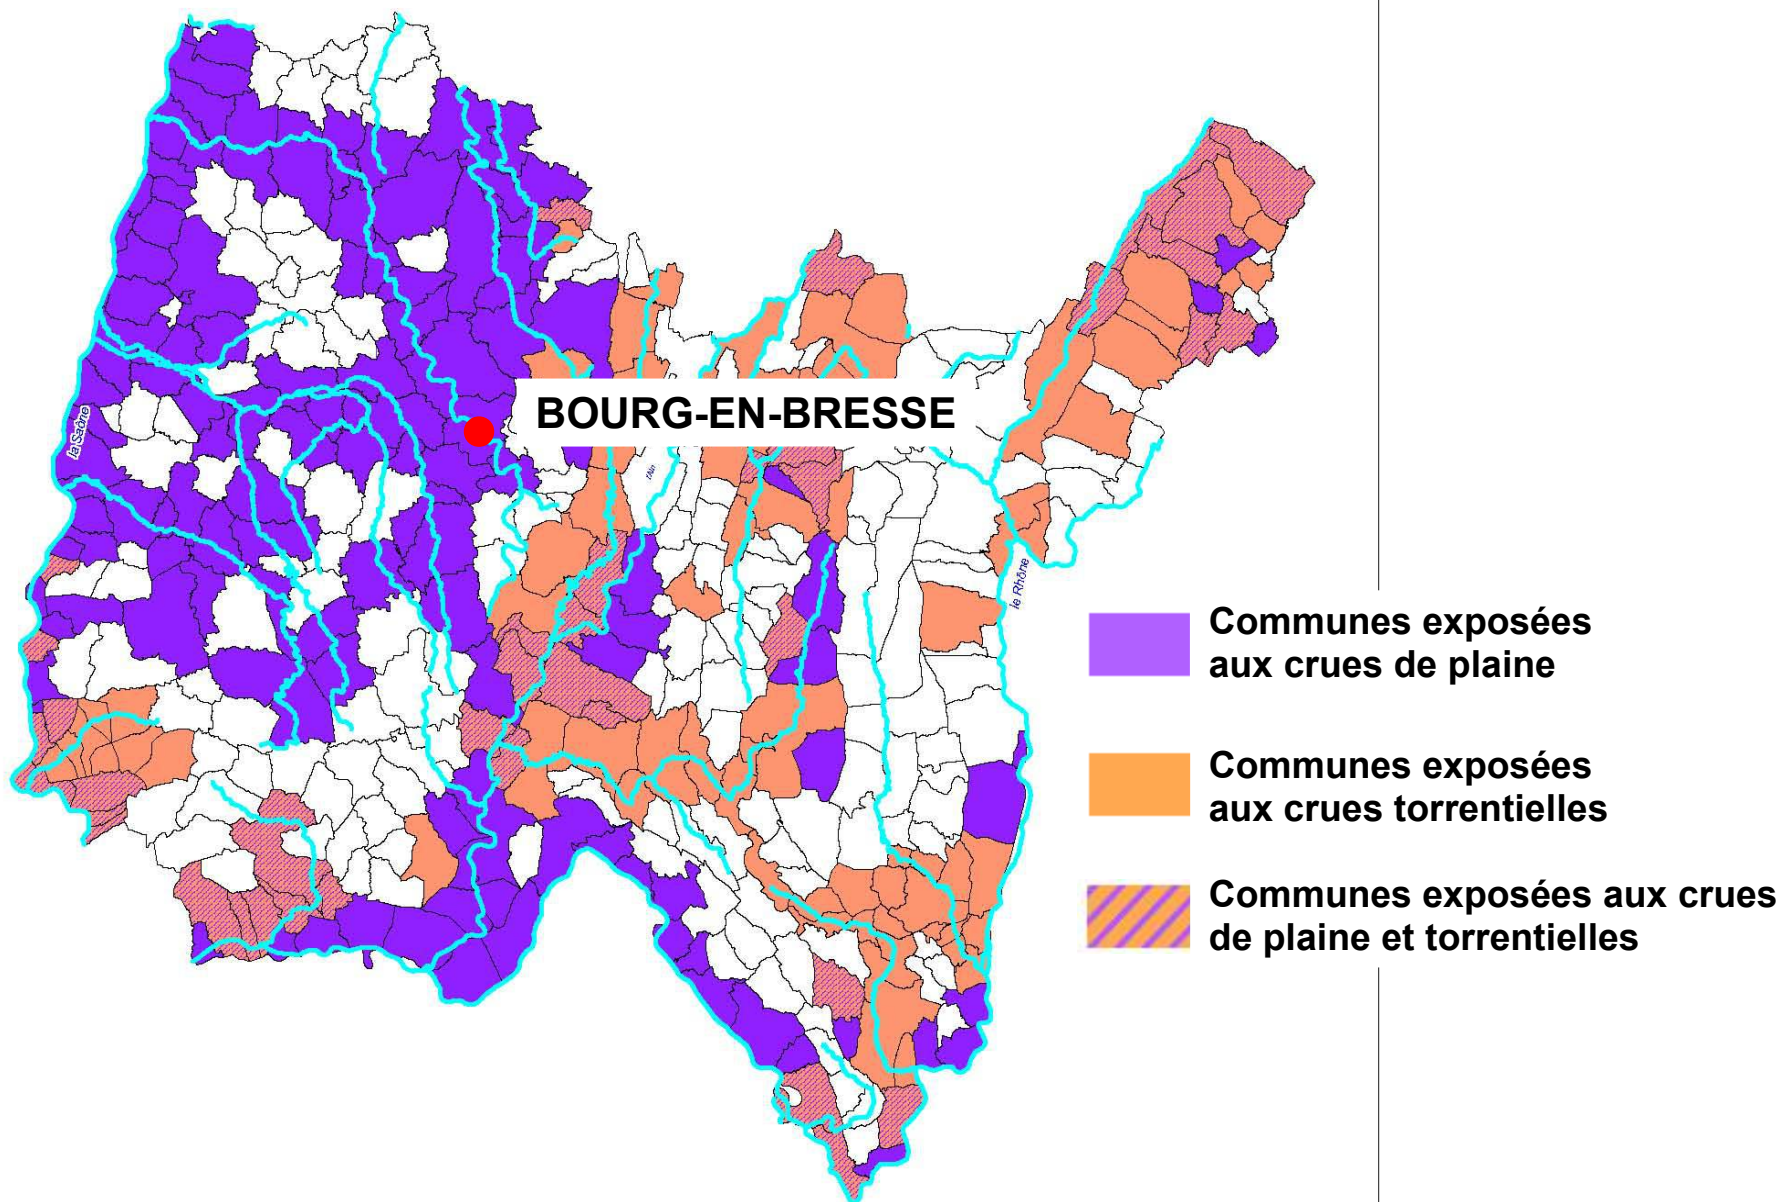 BOURG-EN-BRESSE
la Saône
l'Ain
le Rhône
Communes exposées
aux crues de plaine
Communes exposées
aux crues torrentielles
Communes exposées aux crues
de plaine et torrentielles